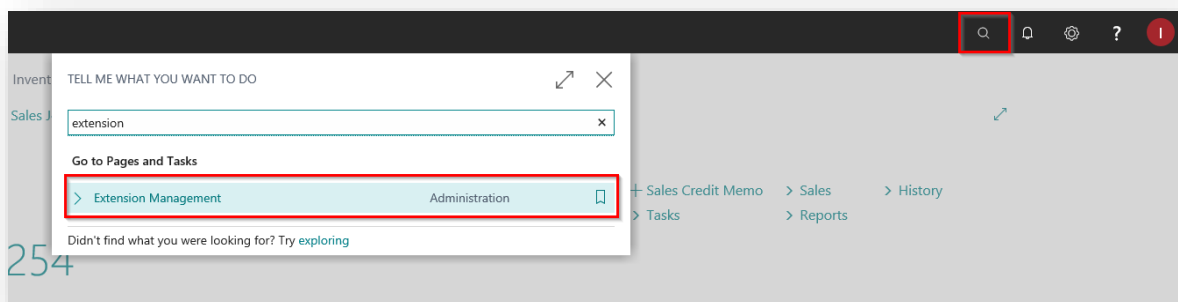 ? I
Invent
TELL ME WHAT YOU WANT TO DO
Sales J
extension
Go to Pages and Tasks
Extension Management Administration
+ Sales Credit Memo > Sales > History
> Tasks > Reports
Didn't find what you were looking for? Try exploring
254